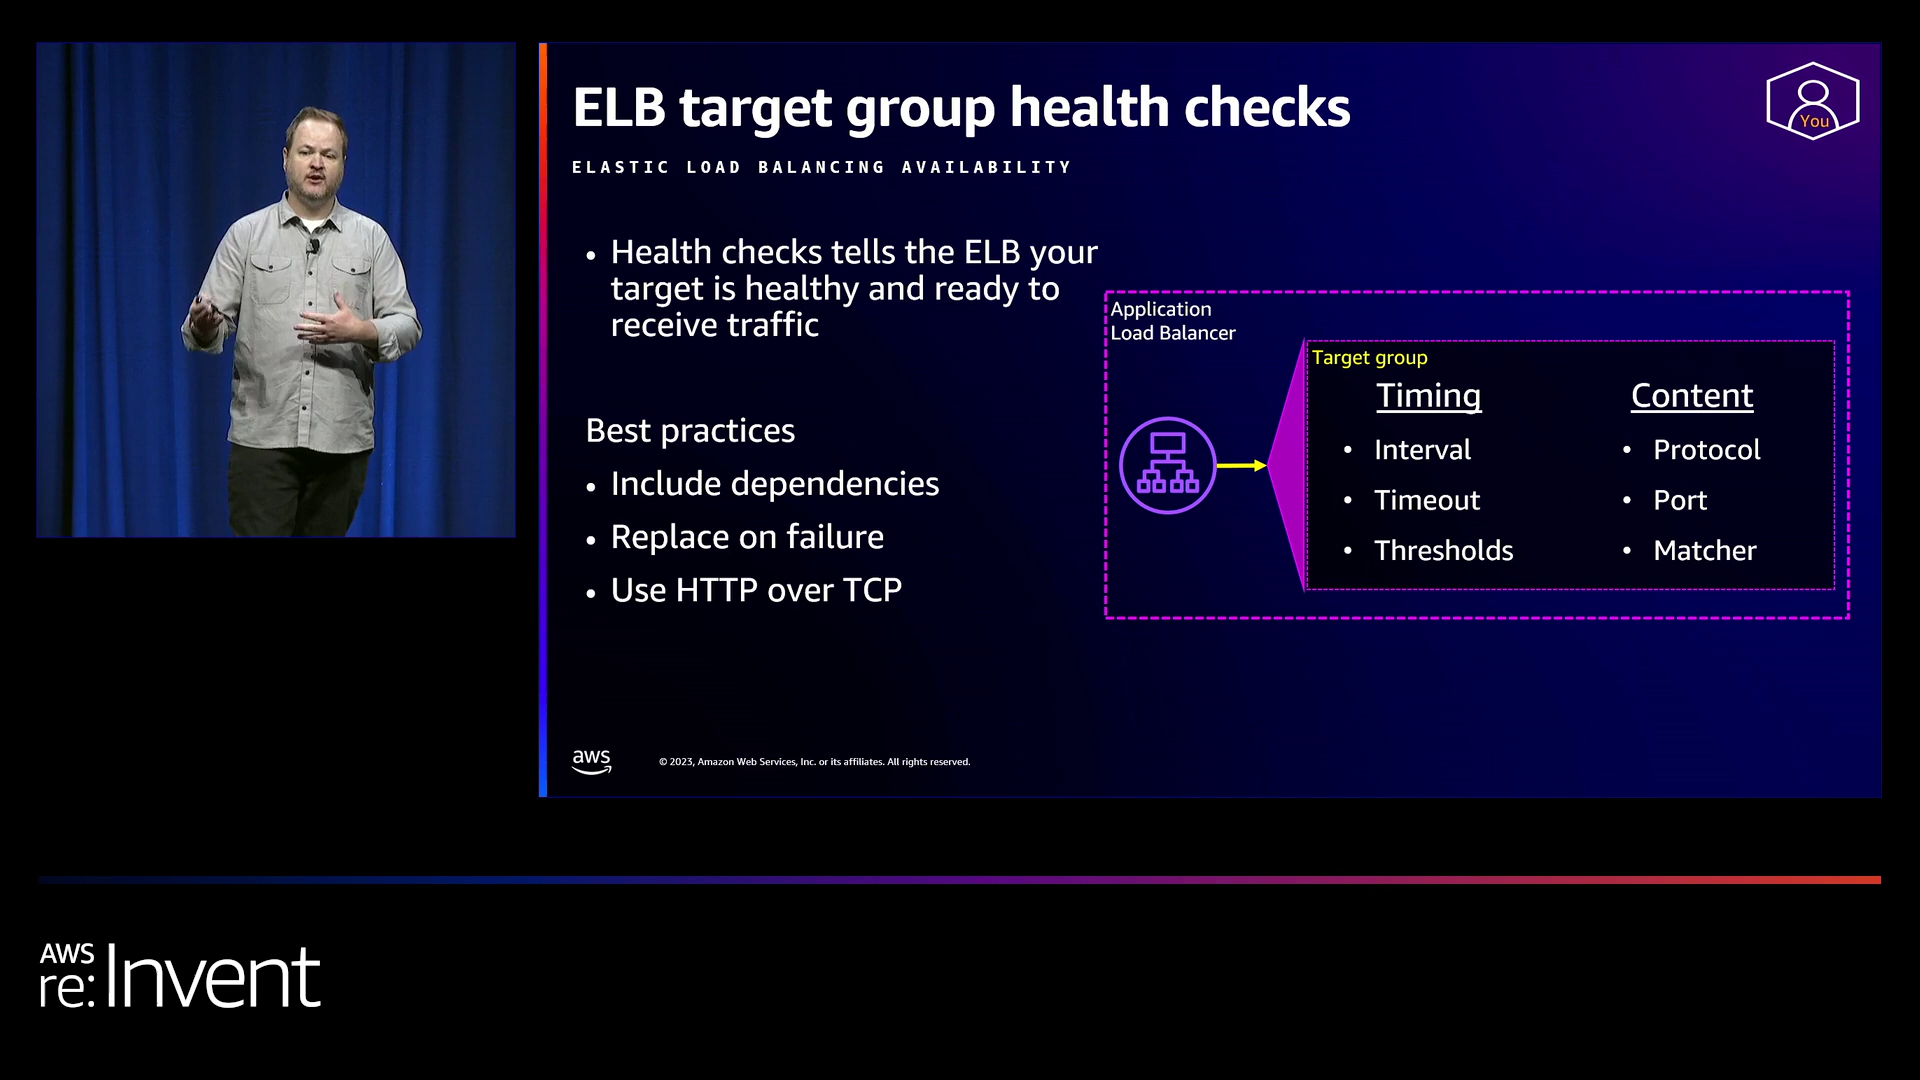 ELB target group health checks
ELASTIC LOAD BALANCING AVAILABILITY
You
• Health checks tells the ELB your
target is healthy and ready to
receive traffic
Best practices
• Include dependencies
• Replace on failure
• Use HTTP over TCP
Application
Load Balancer
Target group
Timing
• Interval
• Timeout
• Thresholds
Content
• Protocol
• Port
• Matcher
aws
© 2023, Amazon Web Services, Inc. or its affiliates. All rights reserved.
AWS
re:Invent